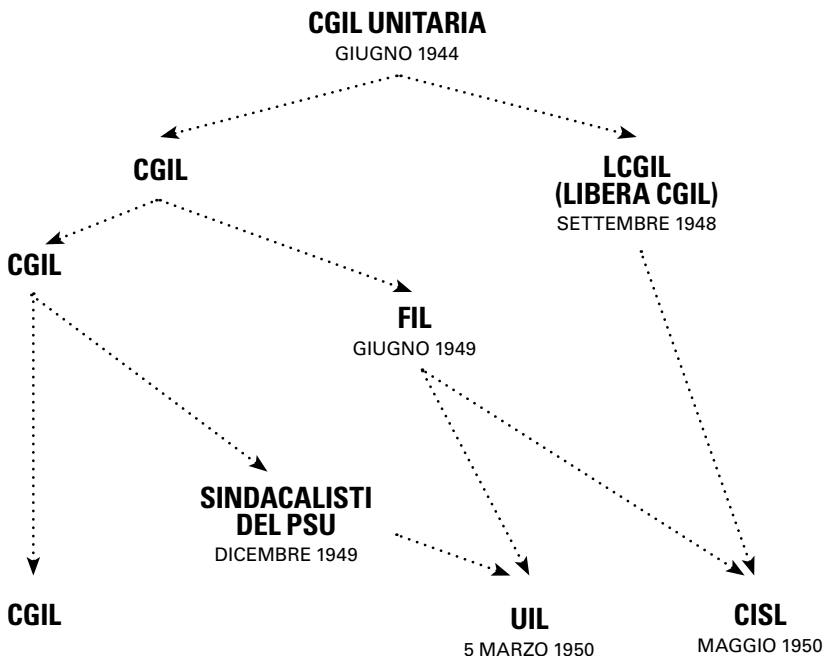 CGIL UNITARIA
GIUGNO 1944
CGIL
LCGIL
(LIBERA CGIL)
SETTEMBRE 1948
CGIL
FIL
GIUGNO 1949
SINDACALISTI
DEL PSU
DICEMBRE 1949
CGIL
UIL
5 MARZO 1950
CISL
MAGGIO 1950